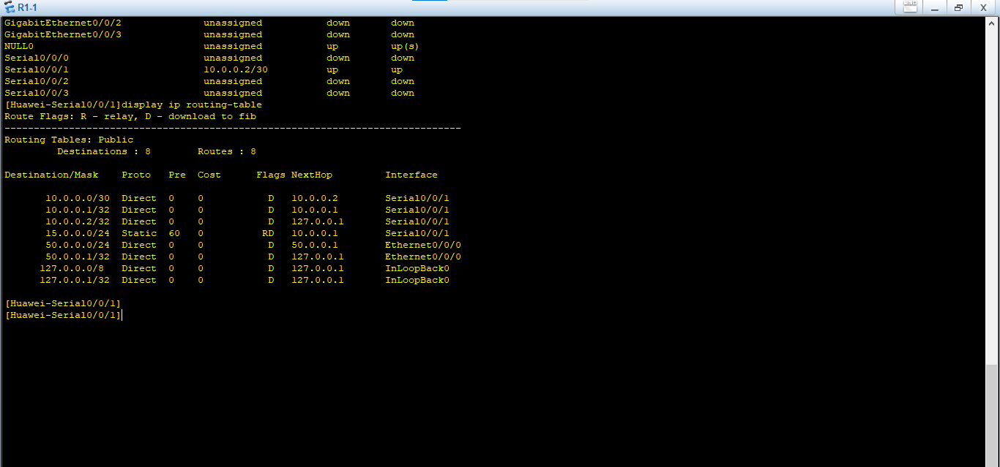 R1-1
GigabitEthernet0/0/2 unassigned down down
GigabitEthernet0/0/3 unassigned down down
NULL0 unassigned up up(s)
Serial0/0/0 unassigned down down
Serial0/0/1 10.0.0.2/30 up up
Serial0/0/2 unassigned down down
Serial0/0/3 unassigned down down
[Huawei-Serial0/0/1]display ip routing-table
Route Flags: R - relay, D - download to fib
------------------------------------------------------------------------------
Routing Tables: Public
Destinations : 8 Routes : 8
Destination/Mask Proto Pre Cost Flags NextHop Interface
10.0.0.0/30 Direct 0 0 D 10.0.0.2 Serial0/0/1
10.0.0.1/32 Direct 0 0 D 10.0.0.1 Serial0/0/1
10.0.0.2/32 Direct 0 0 D 127.0.0.1 Serial0/0/1
15.0.0.0/24 Static 60 0 RD 10.0.0.1 Serial0/0/1
50.0.0.0/24 Direct 0 0 D 50.0.0.1 Ethernet0/0/0
50.0.0.1/32 Direct 0 0 D 127.0.0.1 Ethernet0/0/0
127.0.0.0/8 Direct 0 0 D 127.0.0.1 InLoopBack0
127.0.0.1/32 Direct 0 0 D 127.0.0.1 InLoopBack0
[Huawei-Serial0/0/1]
[Huawei-Serial0/0/1]